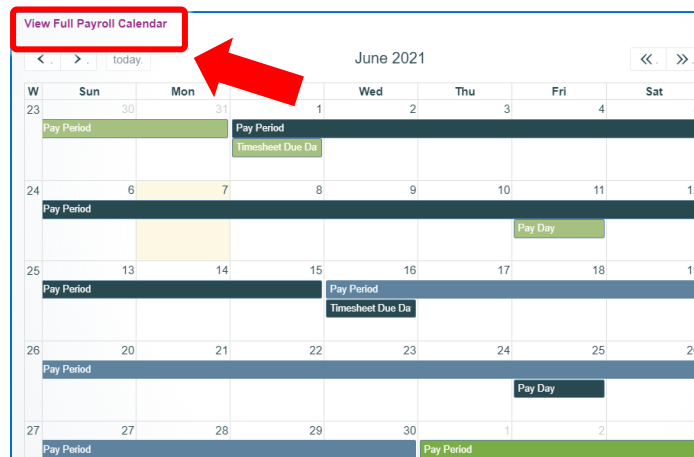 View Full Payroll Calendar
< . > . today. June 2021 « . » .
W Sun Mon Wed Thu Fri Sat
23 30 31 1 2 3 4
Pay Period Pay Period
Timesheet Due Da
24 6 7 8 9 10 11
Pay Period
Pay Day
25 13 14 15 16 17 18
Pay Period Pay Period
Timesheet Due Da
26 20 21 22 23 24 25
Pay Period
Pay Day
27 27 28 29 30 1 2
Pay Period Pay Period